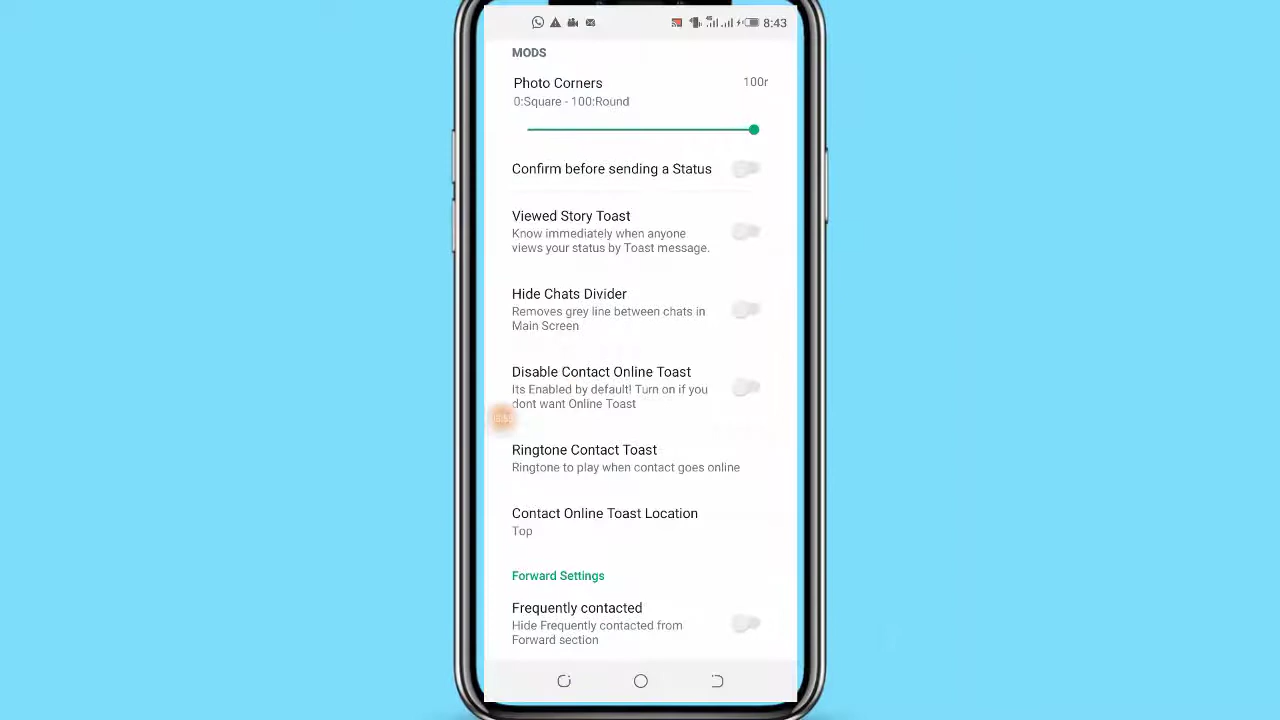 8:43
MODS
Photo Corners
100r
0:Square - 100:Round
Confirm before sending a Status
Viewed Story Toast
Know immediately when anyone
views your status by Toast message.
Hide Chats Divider
Removes grey line between chats in
Main Screen
Disable Contact Online Toast
Its Enabled by default! Turn on if you
dont want Online Toast
Ringtone Contact Toast
Ringtone to play when contact goes online
Contact Online Toast Location
Top
Forward Settings
Frequently contacted
Hide Frequently contacted from
Forward section